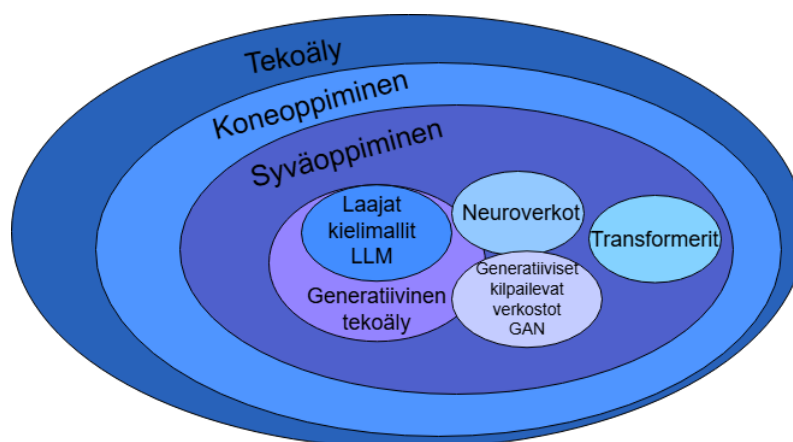 Tekoäly
Koneoppiminen
Syväoppiminen
Laajat
kielimallit
LLM
Generatiivinen
tekoäly
Neuroverkot
Generatiiviset
kilpailevat
verkostot
GAN
Transformerit